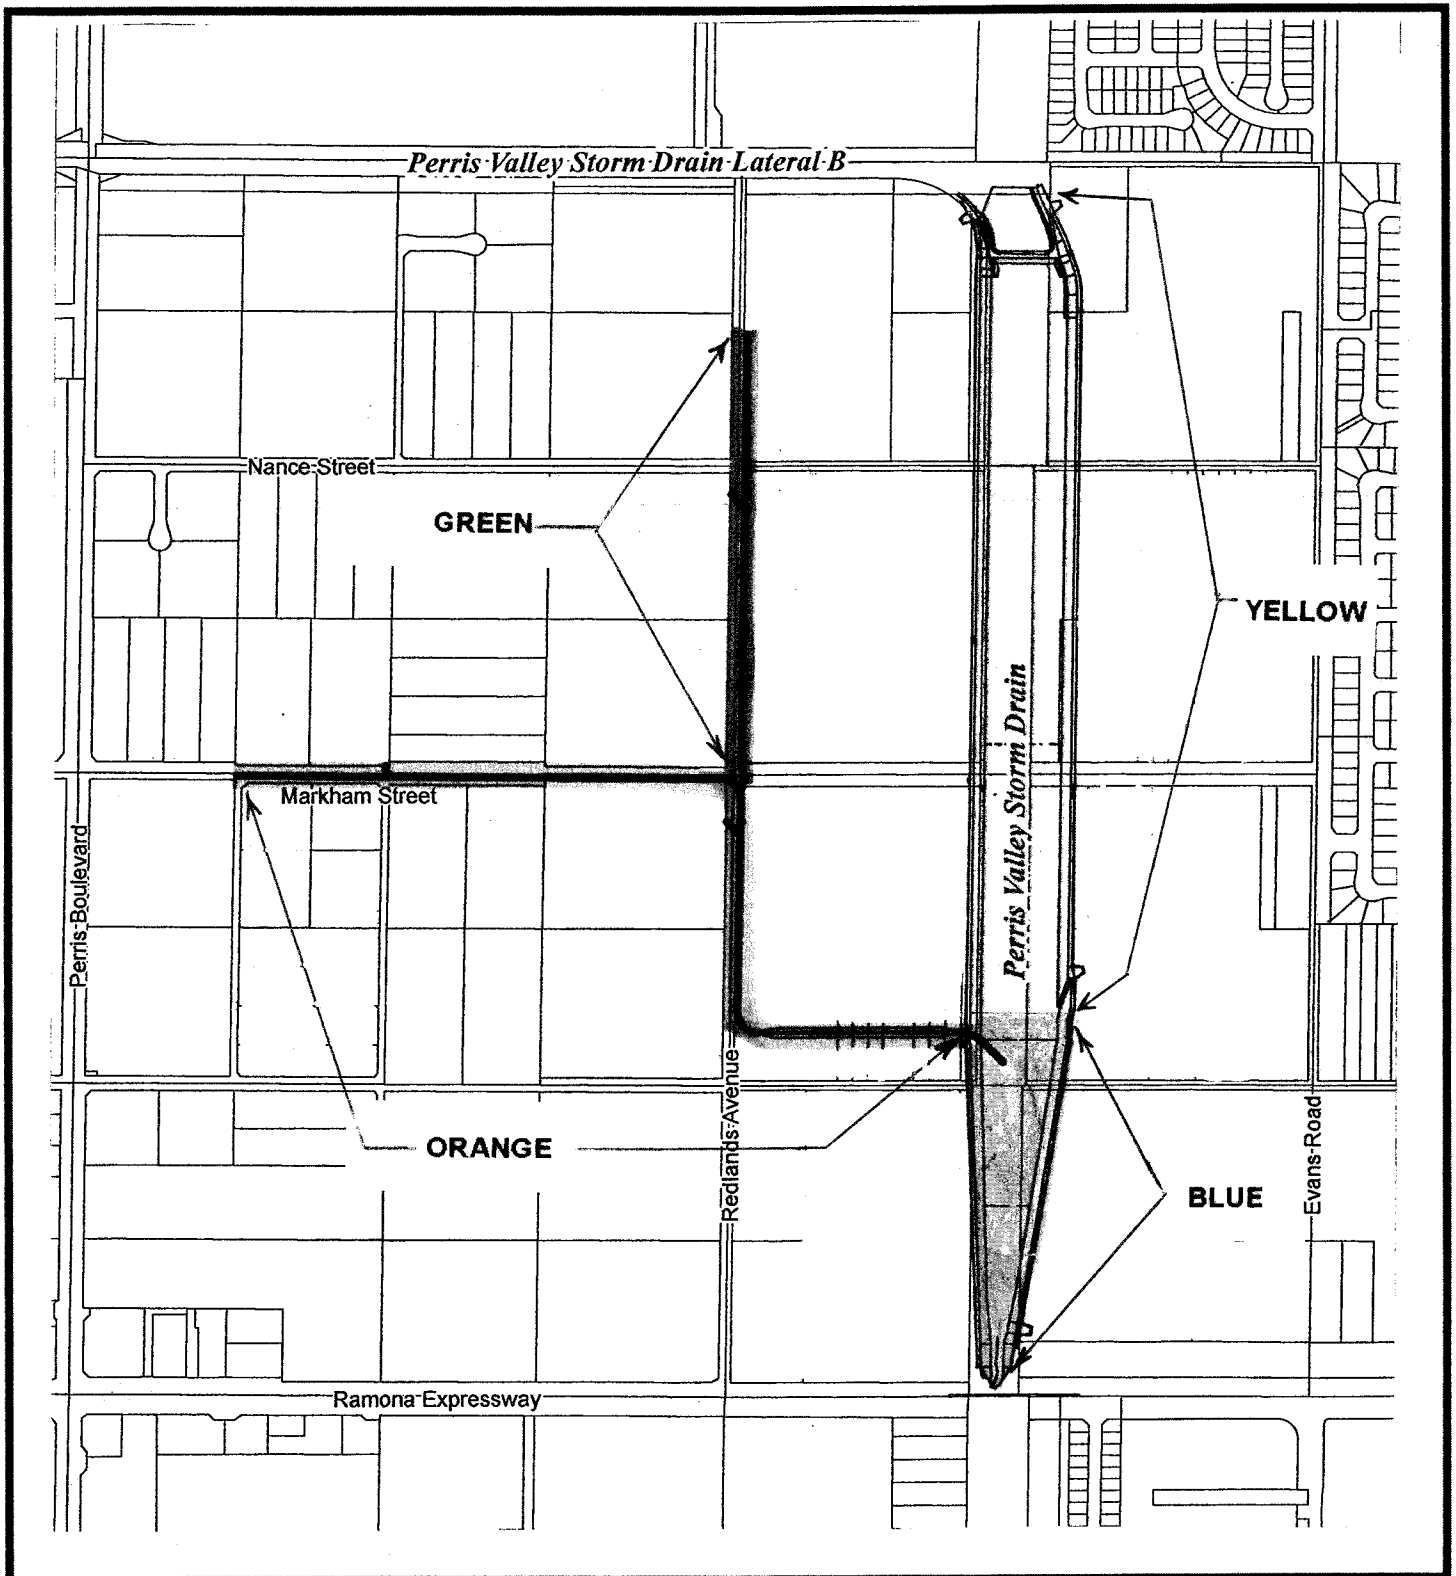 Perris Valley Storm Drain Lateral B
Nance Street
GREEN
YELLOW
Perris Valley Storm Drain
Markham Street
Perris Boulevard
Redlands Avenue
ORANGE
Evans Road
BLUE
Ramona Expressway